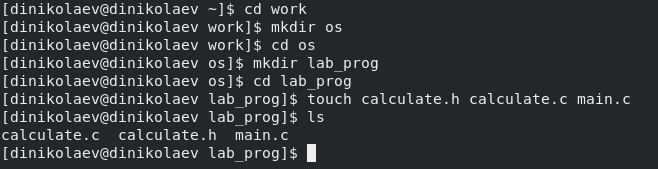 [dinikolaev@dinikolaev ~]$ cd work
[dinikolaev@dinikolaev work]$ mkdir os
[dinikolaev@dinikolaev work]$ cd os
[dinikolaev@dinikolaev os]$ mkdir lab_prog
[dinikolaev@dinikolaev os]$ cd lab_prog
[dinikolaev@dinikolaev lab_prog]$ touch calculate.h calculate.c main.c
[dinikolaev@dinikolaev lab_prog]$ ls
calculate.c  calculate.h  main.c
[dinikolaev@dinikolaev lab_prog]$